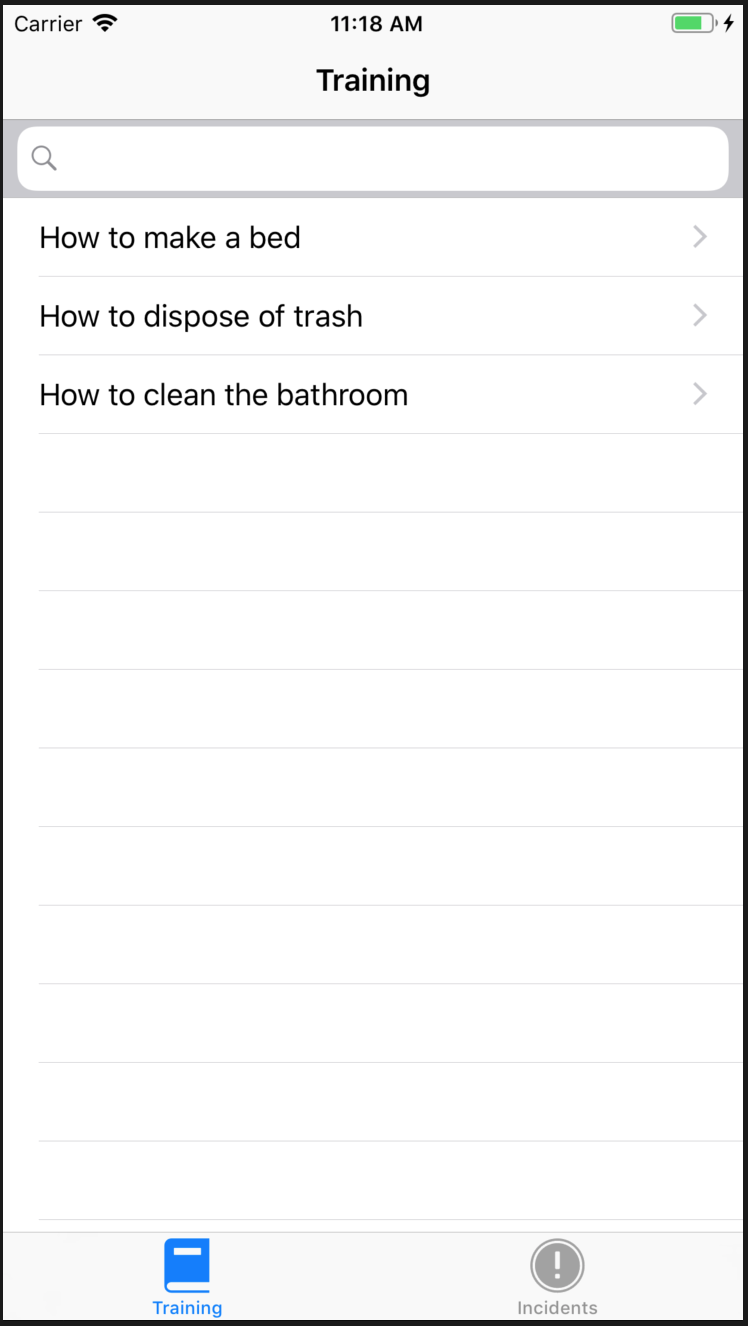 Carrier
11:18 AM
Training
How to make a bed
How to dispose of trash
How to clean the bathroom
Training
Incidents